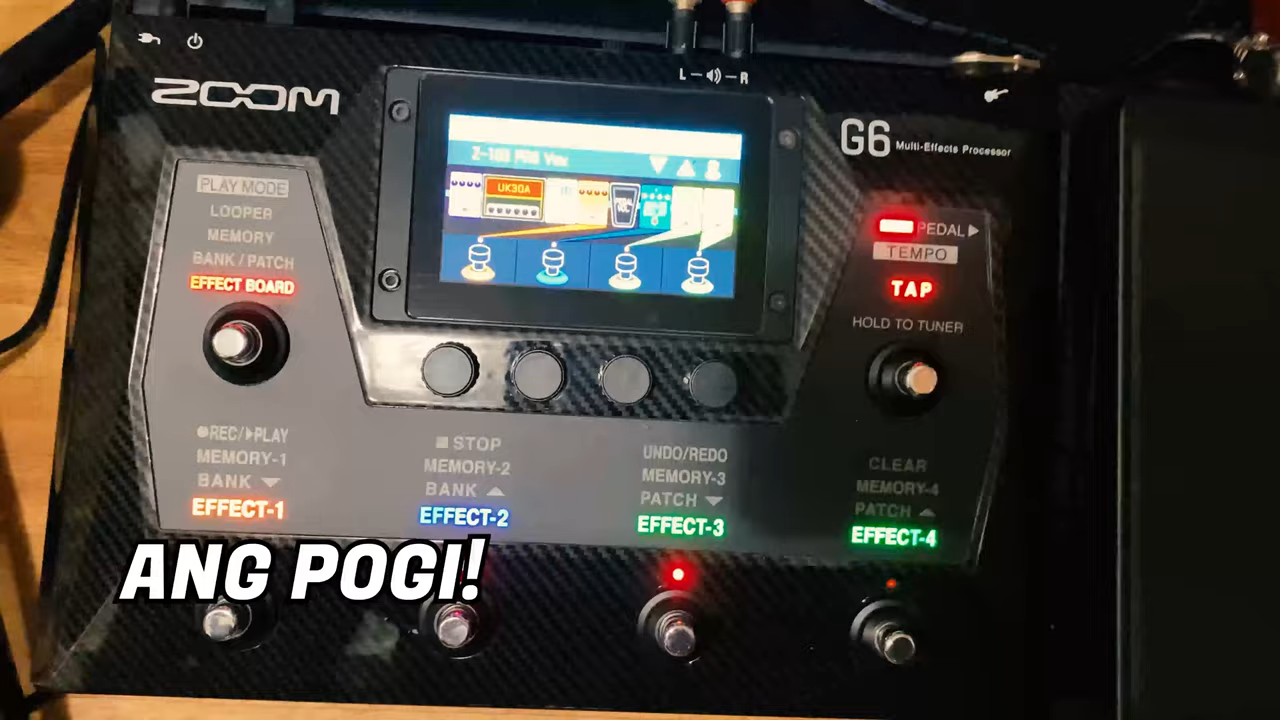 L R
ZOOM
G6 Multi-Effects Processor
PLAY MODE
LOOPER
MEMORY
BANK / PATCH
EFFECT BOARD
UK30A
PEDAL
TEMPO
TAP
HOLD TO TUNER
REC/ PLAY
MEMORY-1
BANK
EFFECT-1
STOP
MEMORY-2
BANK
EFFECT-2
UNDO/REDO
MEMORY-3
PATCH
EFFECT-3
CLEAR
MEMORY-4
PATCH
EFFECT-4
ANG POGI!